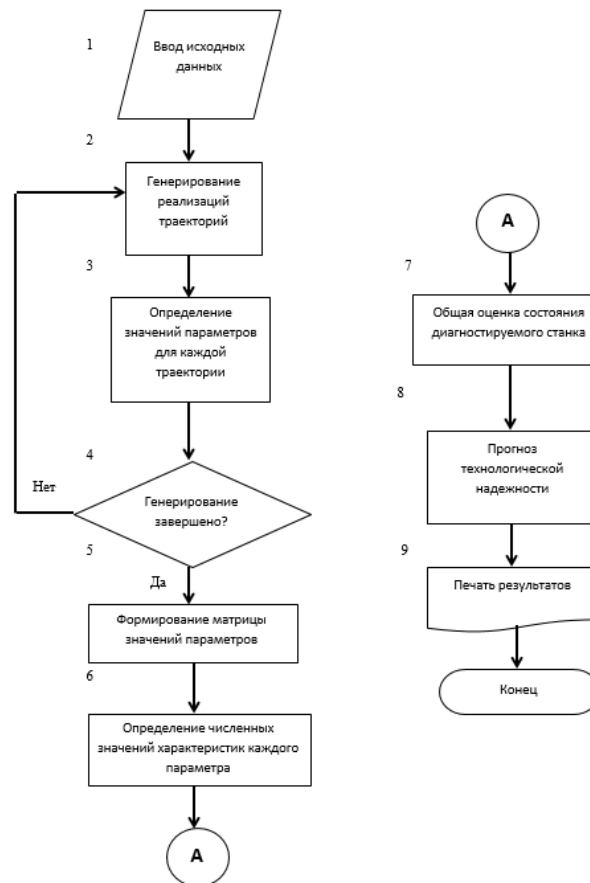 1
Ввод исходных
данных
2
Генерирование
реализаций
траекторий
3
Определение
значений параметров
для каждой
траектории
4
Нет
Генерирование
завершено?
5
Да
Формирование матрицы
значений параметров
6
Определение численных
значений характеристик каждого
параметра
А
А
7
Общая оценка состояния
диагностируемого станка
8
Прогноз
технологической
надежности
9
Печать результатов
Конец